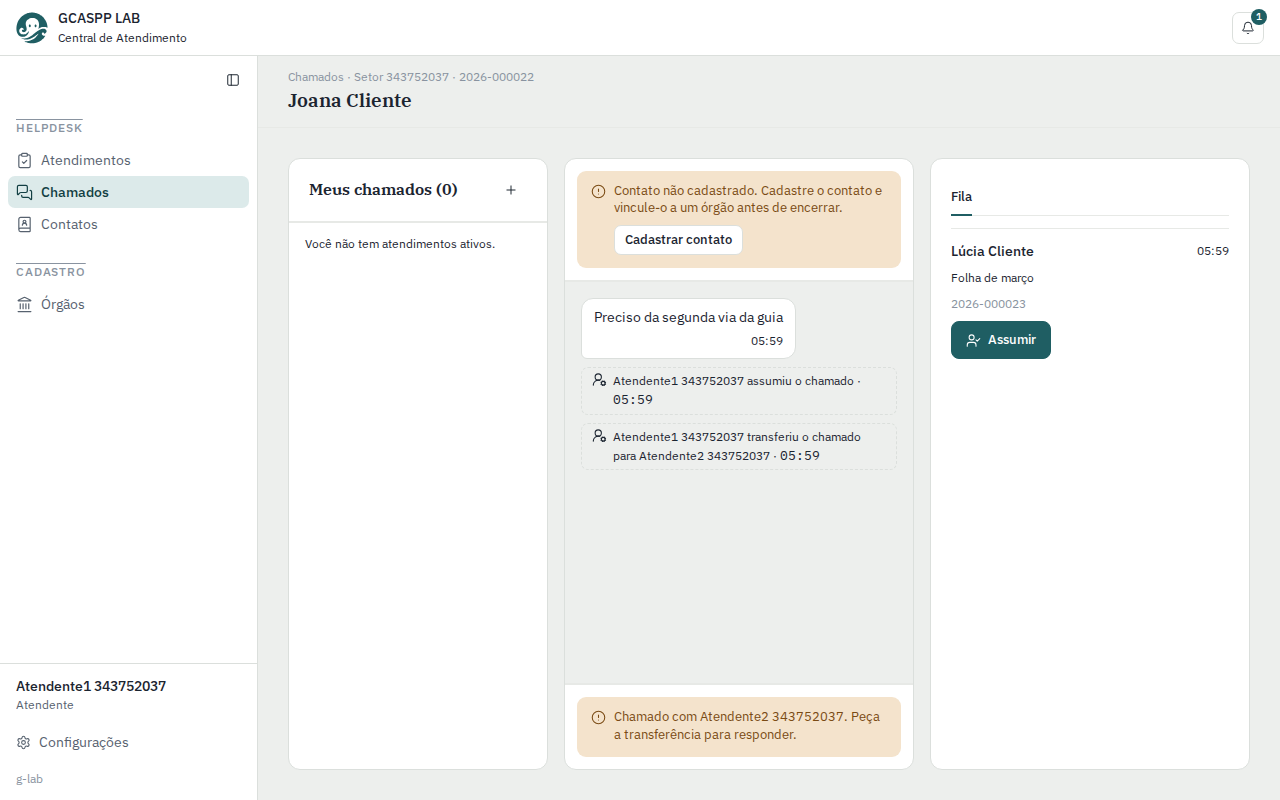 GCASPP LAB
Central de Atendimento
1
HELPDESK
Atendimentos
Chamados
Contatos
CADASTRO
Órgãos
Atendente1 343752037
Atendente
Configurações
g-lab
Chamados · Setor 343752037 · 2026-000022
Joana Cliente
Meus chamados (0)
Você não tem atendimentos ativos.
Contato não cadastrado. Cadastre o contato e
vincule-o a um órgão antes de encerrar.
Cadastrar contato
Preciso da segunda via da guia
05:59
Atendente1 343752037 assumiu o chamado ·
05:59
Atendente1 343752037 transferiu o chamado
para Atendente2 343752037 · 05:59
Chamado com Atendente2 343752037. Peça
a transferência para responder.
Fila
Lúcia Cliente 05:59
Folha de março
2026-000023
Assumir